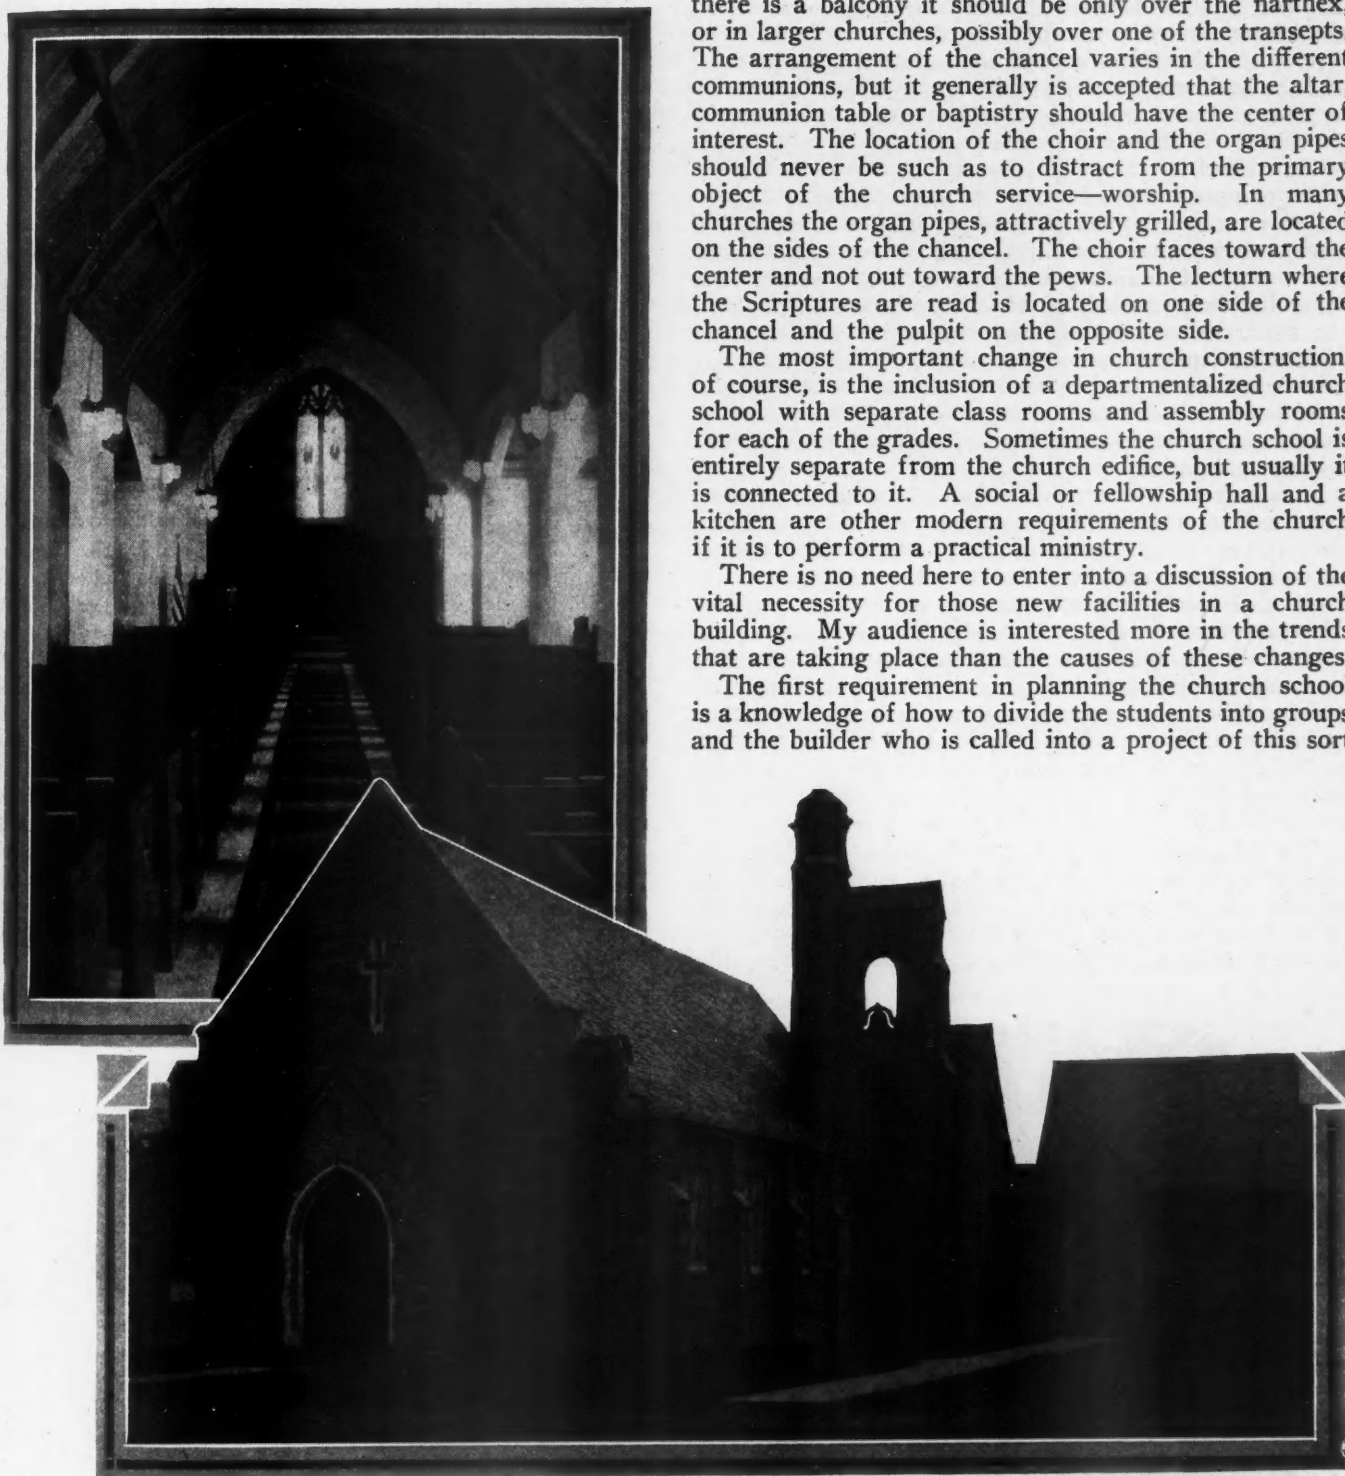 there is a balcony it should be only over the narthex,
or in larger churches, possibly over one of the transepts.
The arrangement of the chancel varies in the different
communions, but it generally is accepted that the altar,
communion table or baptistry should have the center of
interest. The location of the choir and the organ pipes
should never be such as to distract from the primary
object of the church service—worship. In many
churches the organ pipes, attractively grilled, are located
on the sides of the chancel. The choir faces toward the
center and not out toward the pews. The lecturn where
the Scriptures are read is located on one side of the
chancel and the pulpit on the opposite side.
The most important change in church construction
of course, is the inclusion of a departmentalized church
school with separate class rooms and assembly rooms
for each of the grades. Sometimes the church school is
entirely separate from the church edifice, but usually it
is connected to it. A social or fellowship hall and a
kitchen are other modern requirements of the church
if it is to perform a practical ministry.
There is no need here to enter into a discussion of the
vital necessity for those new facilities in a church
building. My audience is interested more in the trends
that are taking place than the causes of these changes
The first requirement in planning the church school
is a knowledge of how to divide the students into groups
and the builder who is called into a project of this sort